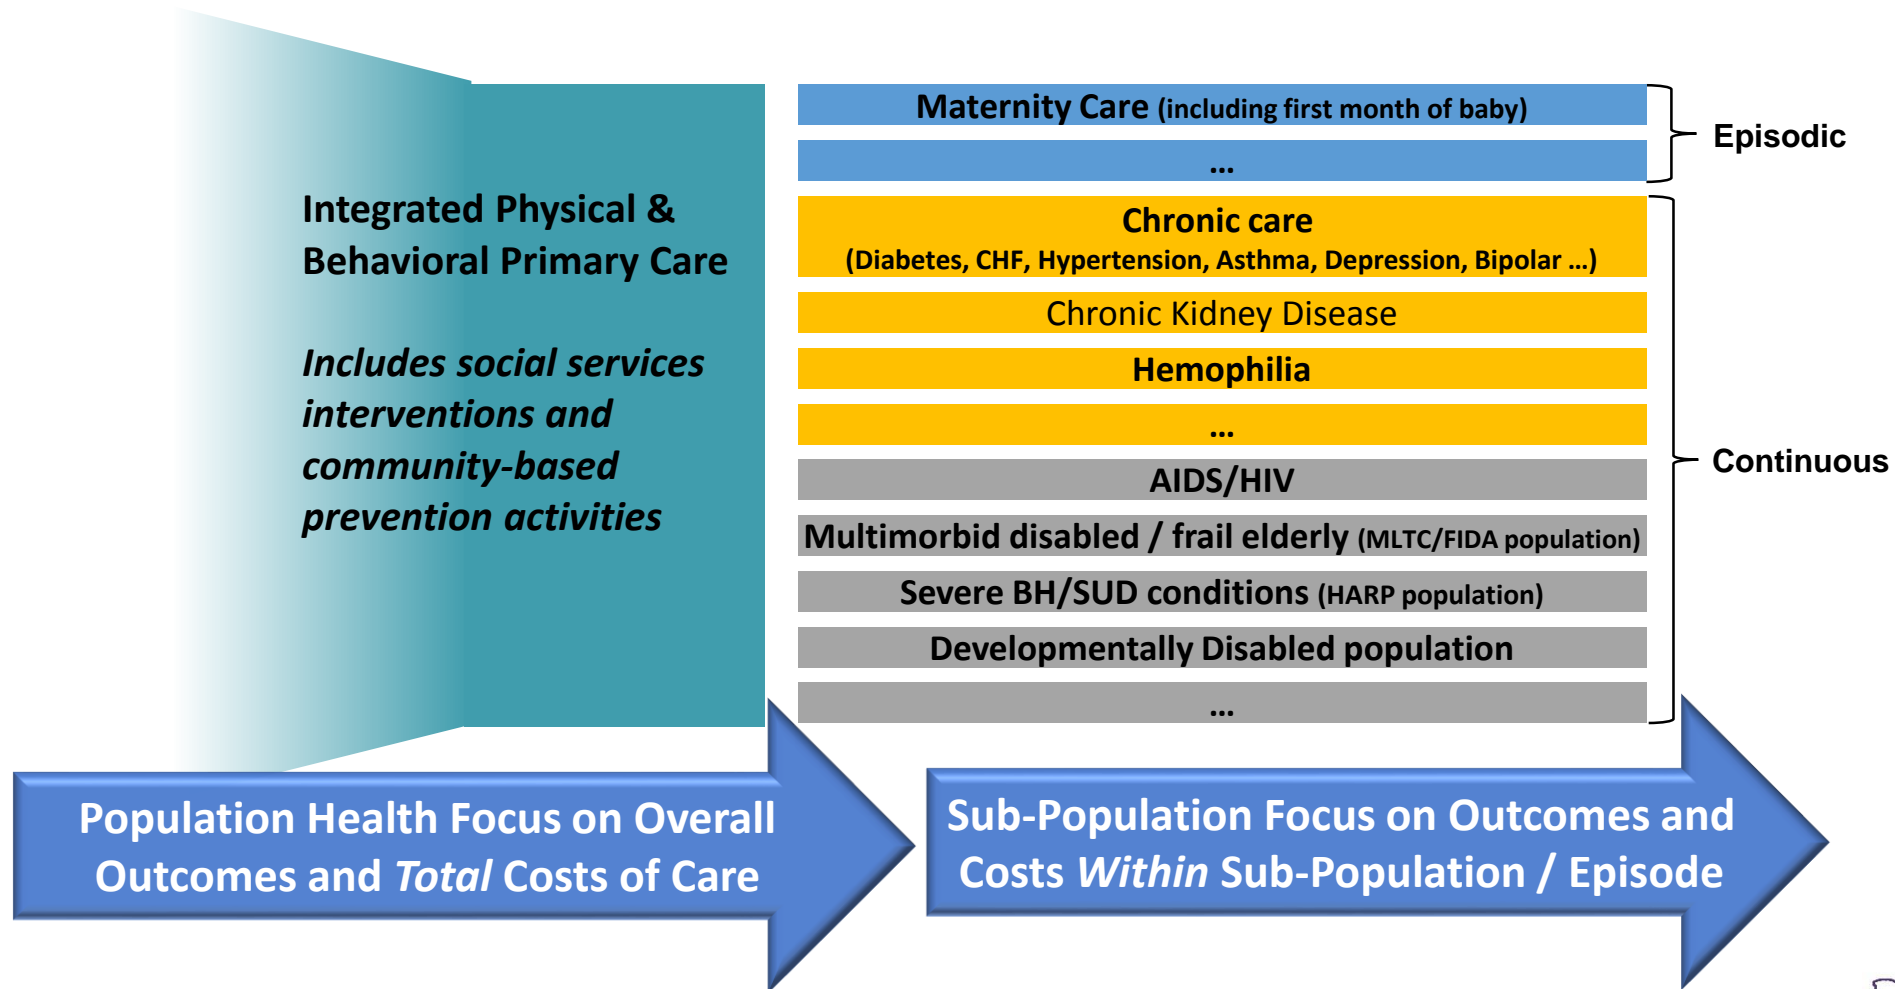 Integrated Physical &
Behavioral Primary Care
Includes social services
interventions and
community-based
prevention activities
Maternity Care (including first month of baby)
...
Episodic
Chronic care
(Diabetes, CHF, Hypertension, Asthma, Depression, Bipolar ...)
Chronic Kidney Disease
Hemophilia
...
AIDS/HIV
Multimorbid disabled / frail elderly (MLTC/FIDA population)
Severe BH/SUD conditions (HARP population)
Developmentally Disabled population
...
Continuous
Population Health Focus on Overall
Outcomes and Total Costs of Care
Sub-Population Focus on Outcomes and
Costs Within Sub-Population / Episode